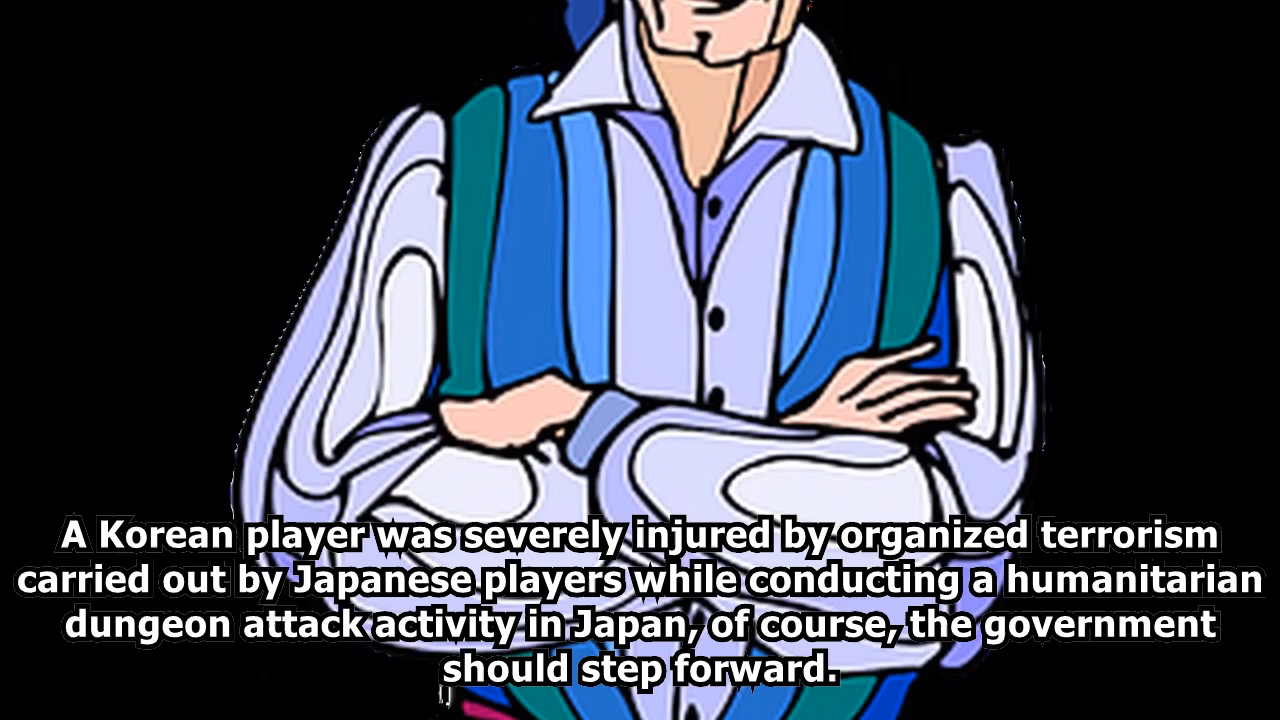 A Korean player was severely injured by organized terrorism
carried out by Japanese players while conducting a humanitarian
dungeon attack activity in Japan, of course, the government
should step forward.